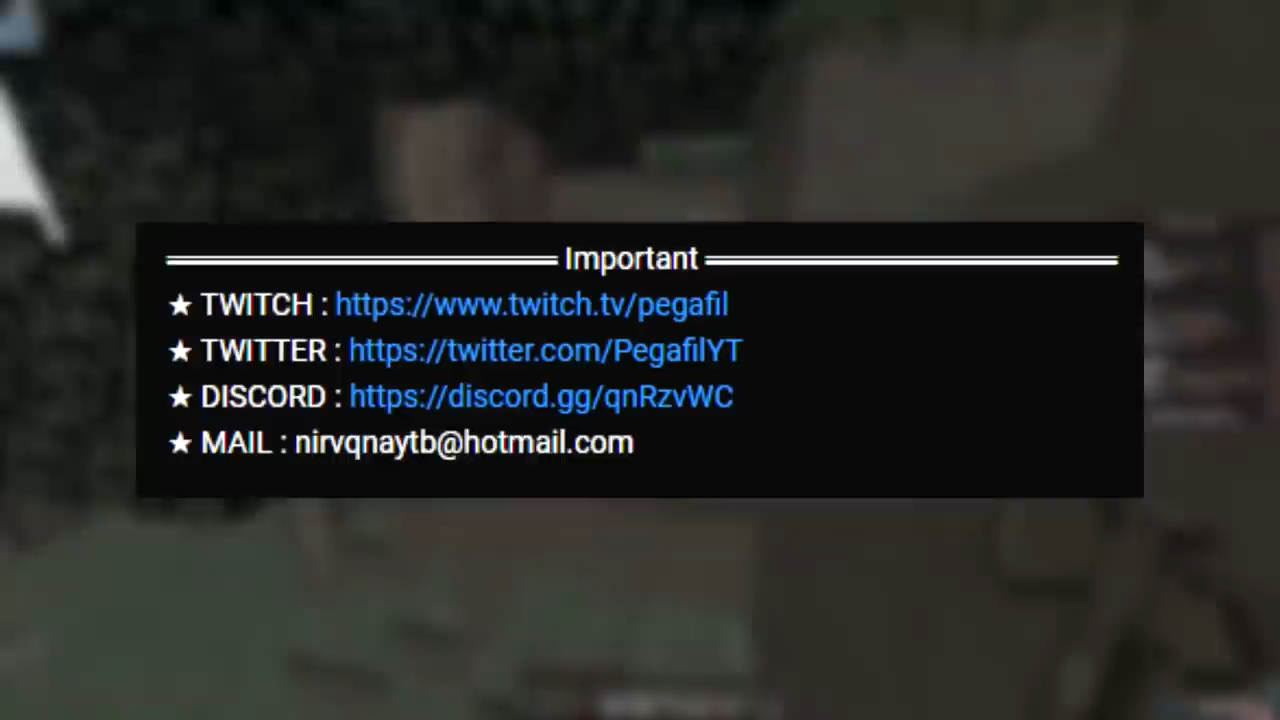 Important
★ TWITCH : https://www.twitch.tv/pegafil
★ TWITTER : https://twitter.com/PegafilYT
★ DISCORD : https://discord.gg/qnRzvWC
★ MAIL : nirvqnaytb@hotmail.com